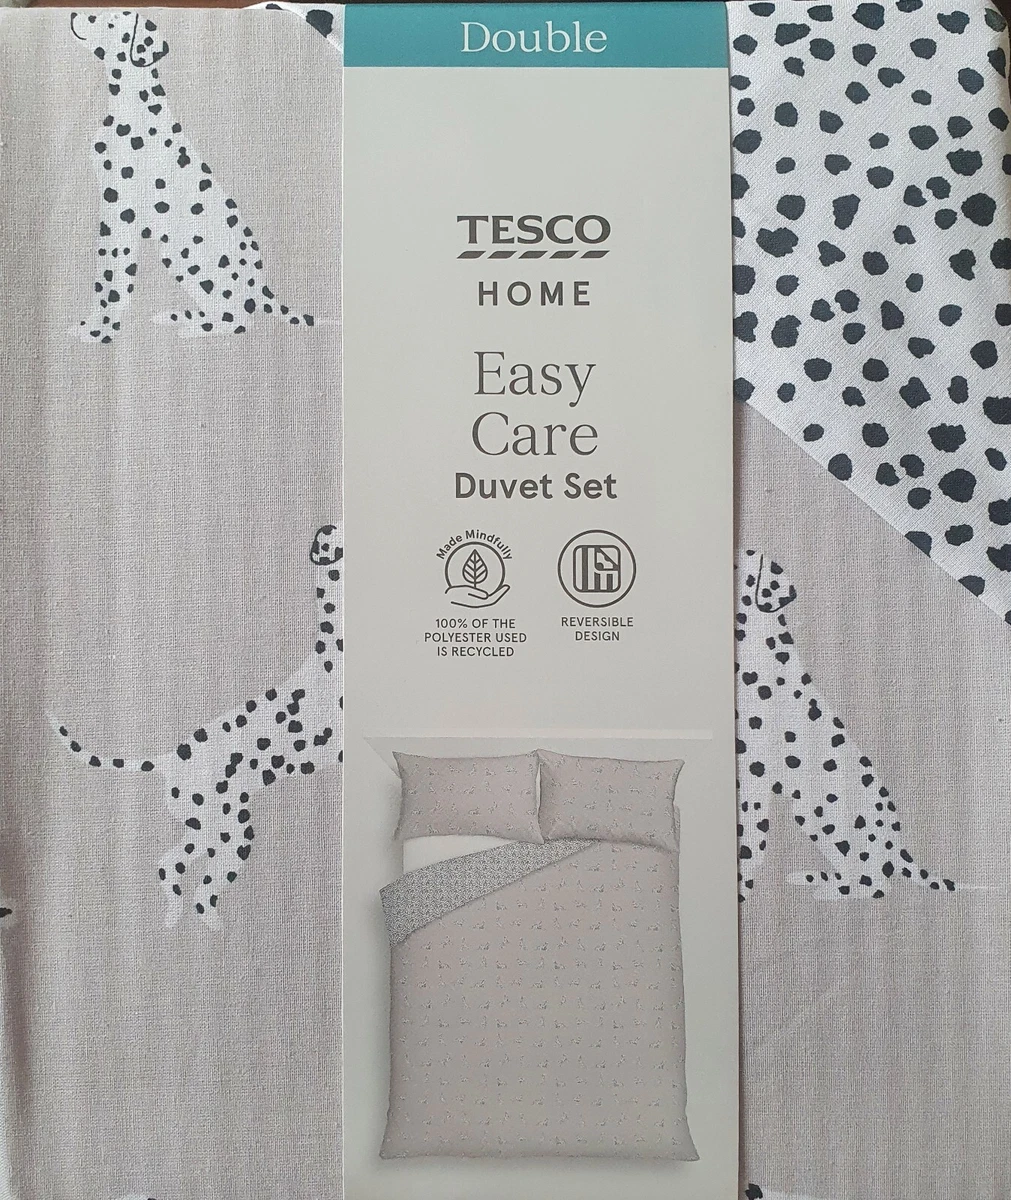 Double
TESCO
HOME
Easy
Care
Duvet Set
Made Mindfully
100% OF THE
POLYESTER USED
IS RECYCLED
REVERSIBLE
DESIGN